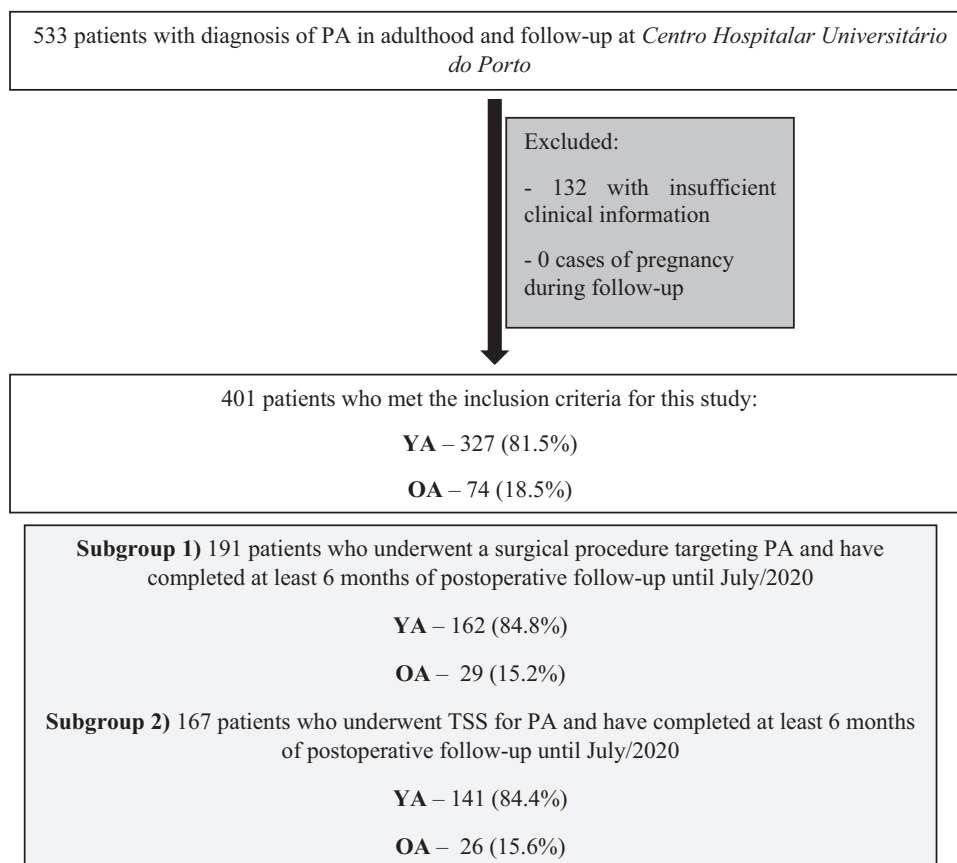 533 patients with diagnosis of PA in adulthood and follow-up at Centro Hospitalar Universitário
do Porto
Excluded:
- 132 with insufficient
clinical information
- 0 cases of pregnancy
during follow-up
401 patients who met the inclusion criteria for this study:
YA – 327 (81.5%)
OA – 74 (18.5%)
Subgroup 1) 191 patients who underwent a surgical procedure targeting PA and have
completed at least 6 months of postoperative follow-up until July/2020
YA – 162 (84.8%)
OA – 29 (15.2%)
Subgroup 2) 167 patients who underwent TSS for PA and have completed at least 6 months
of postoperative follow-up until July/2020
YA – 141 (84.4%)
OA – 26 (15.6%)